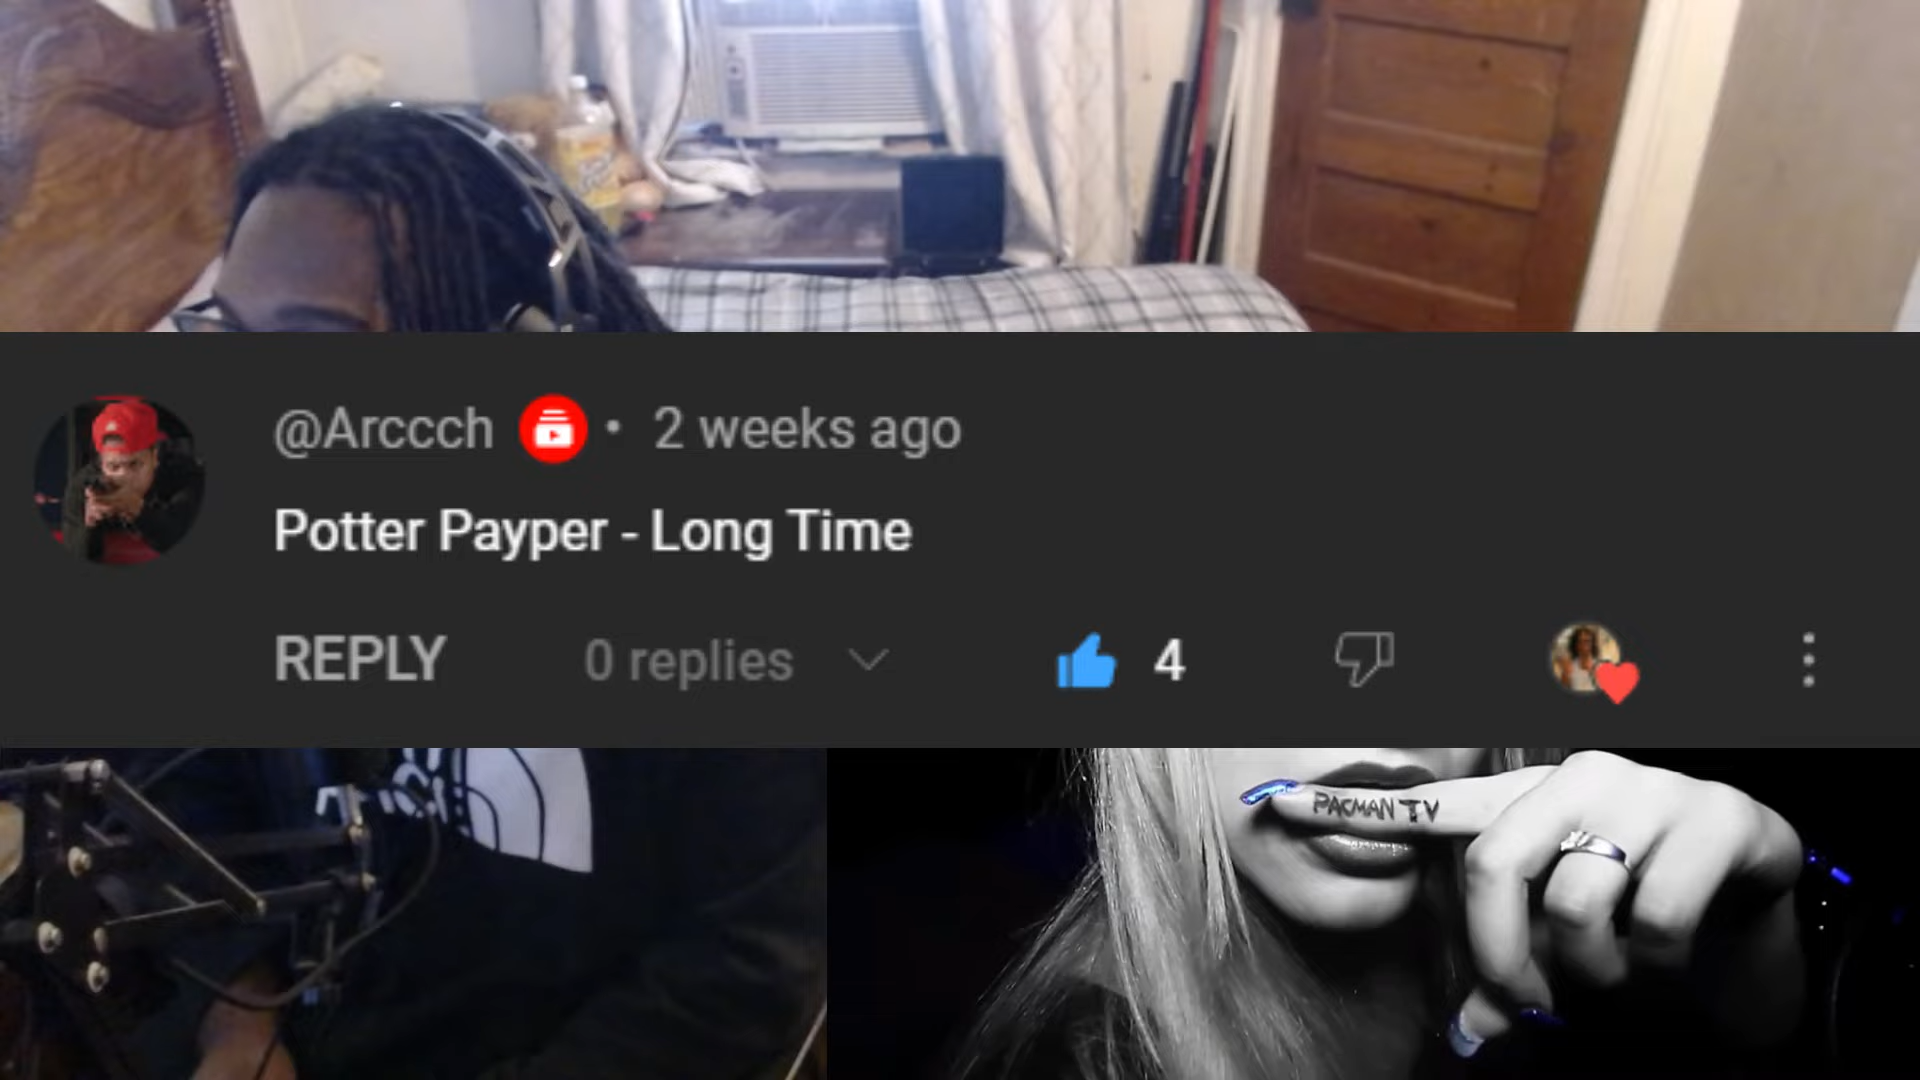 @Arccch • 2 weeks ago
Potter Payper - Long Time
REPLY 0 replies 4
PACMAN TV